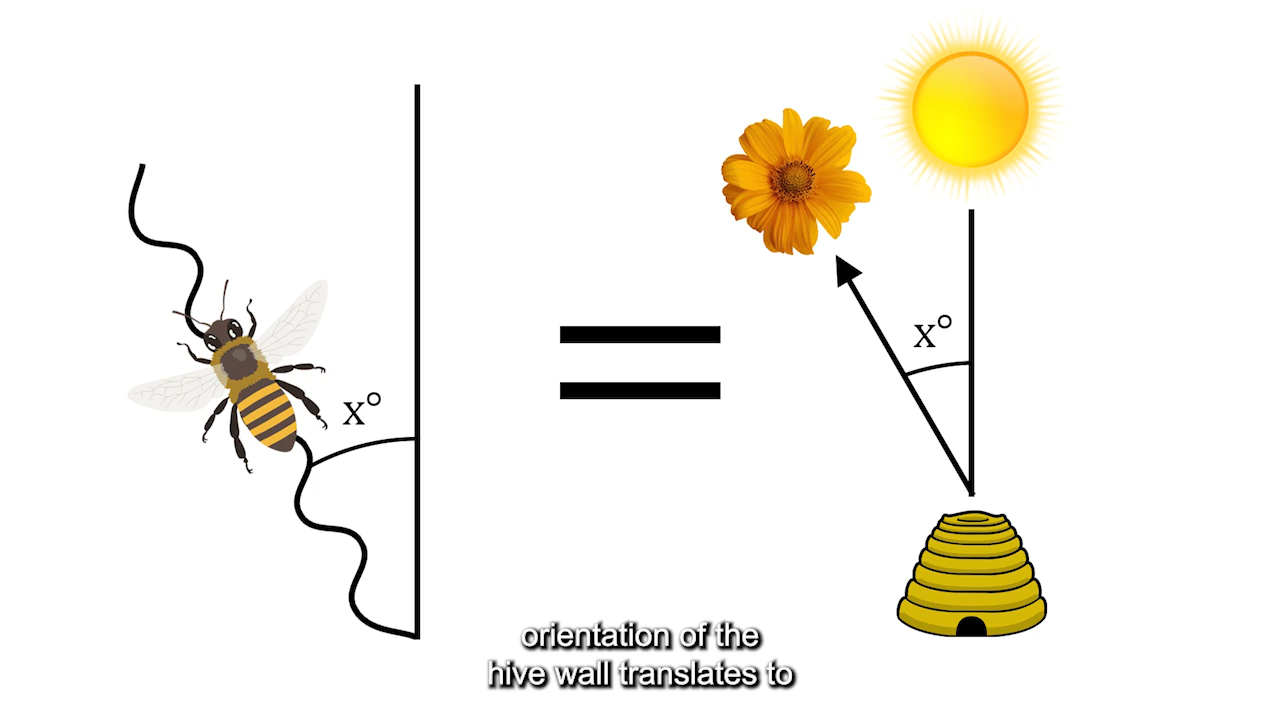 x°
x°
orientation of the
hive wall translates to